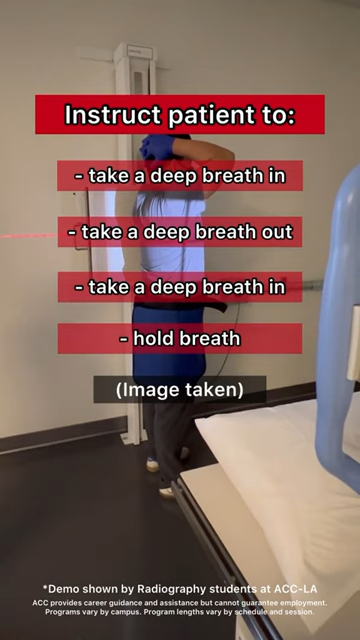 Instruct patient to:
- take a deep breath in
- take a deep breath out
- take a deep breath in
- hold breath
(Image taken)
*Demo shown by Radiography students at ACC-LA
ACC provides career guidance and assistance but cannot guarantee employment.
Programs vary by campus. Program lengths vary by schedule and session.